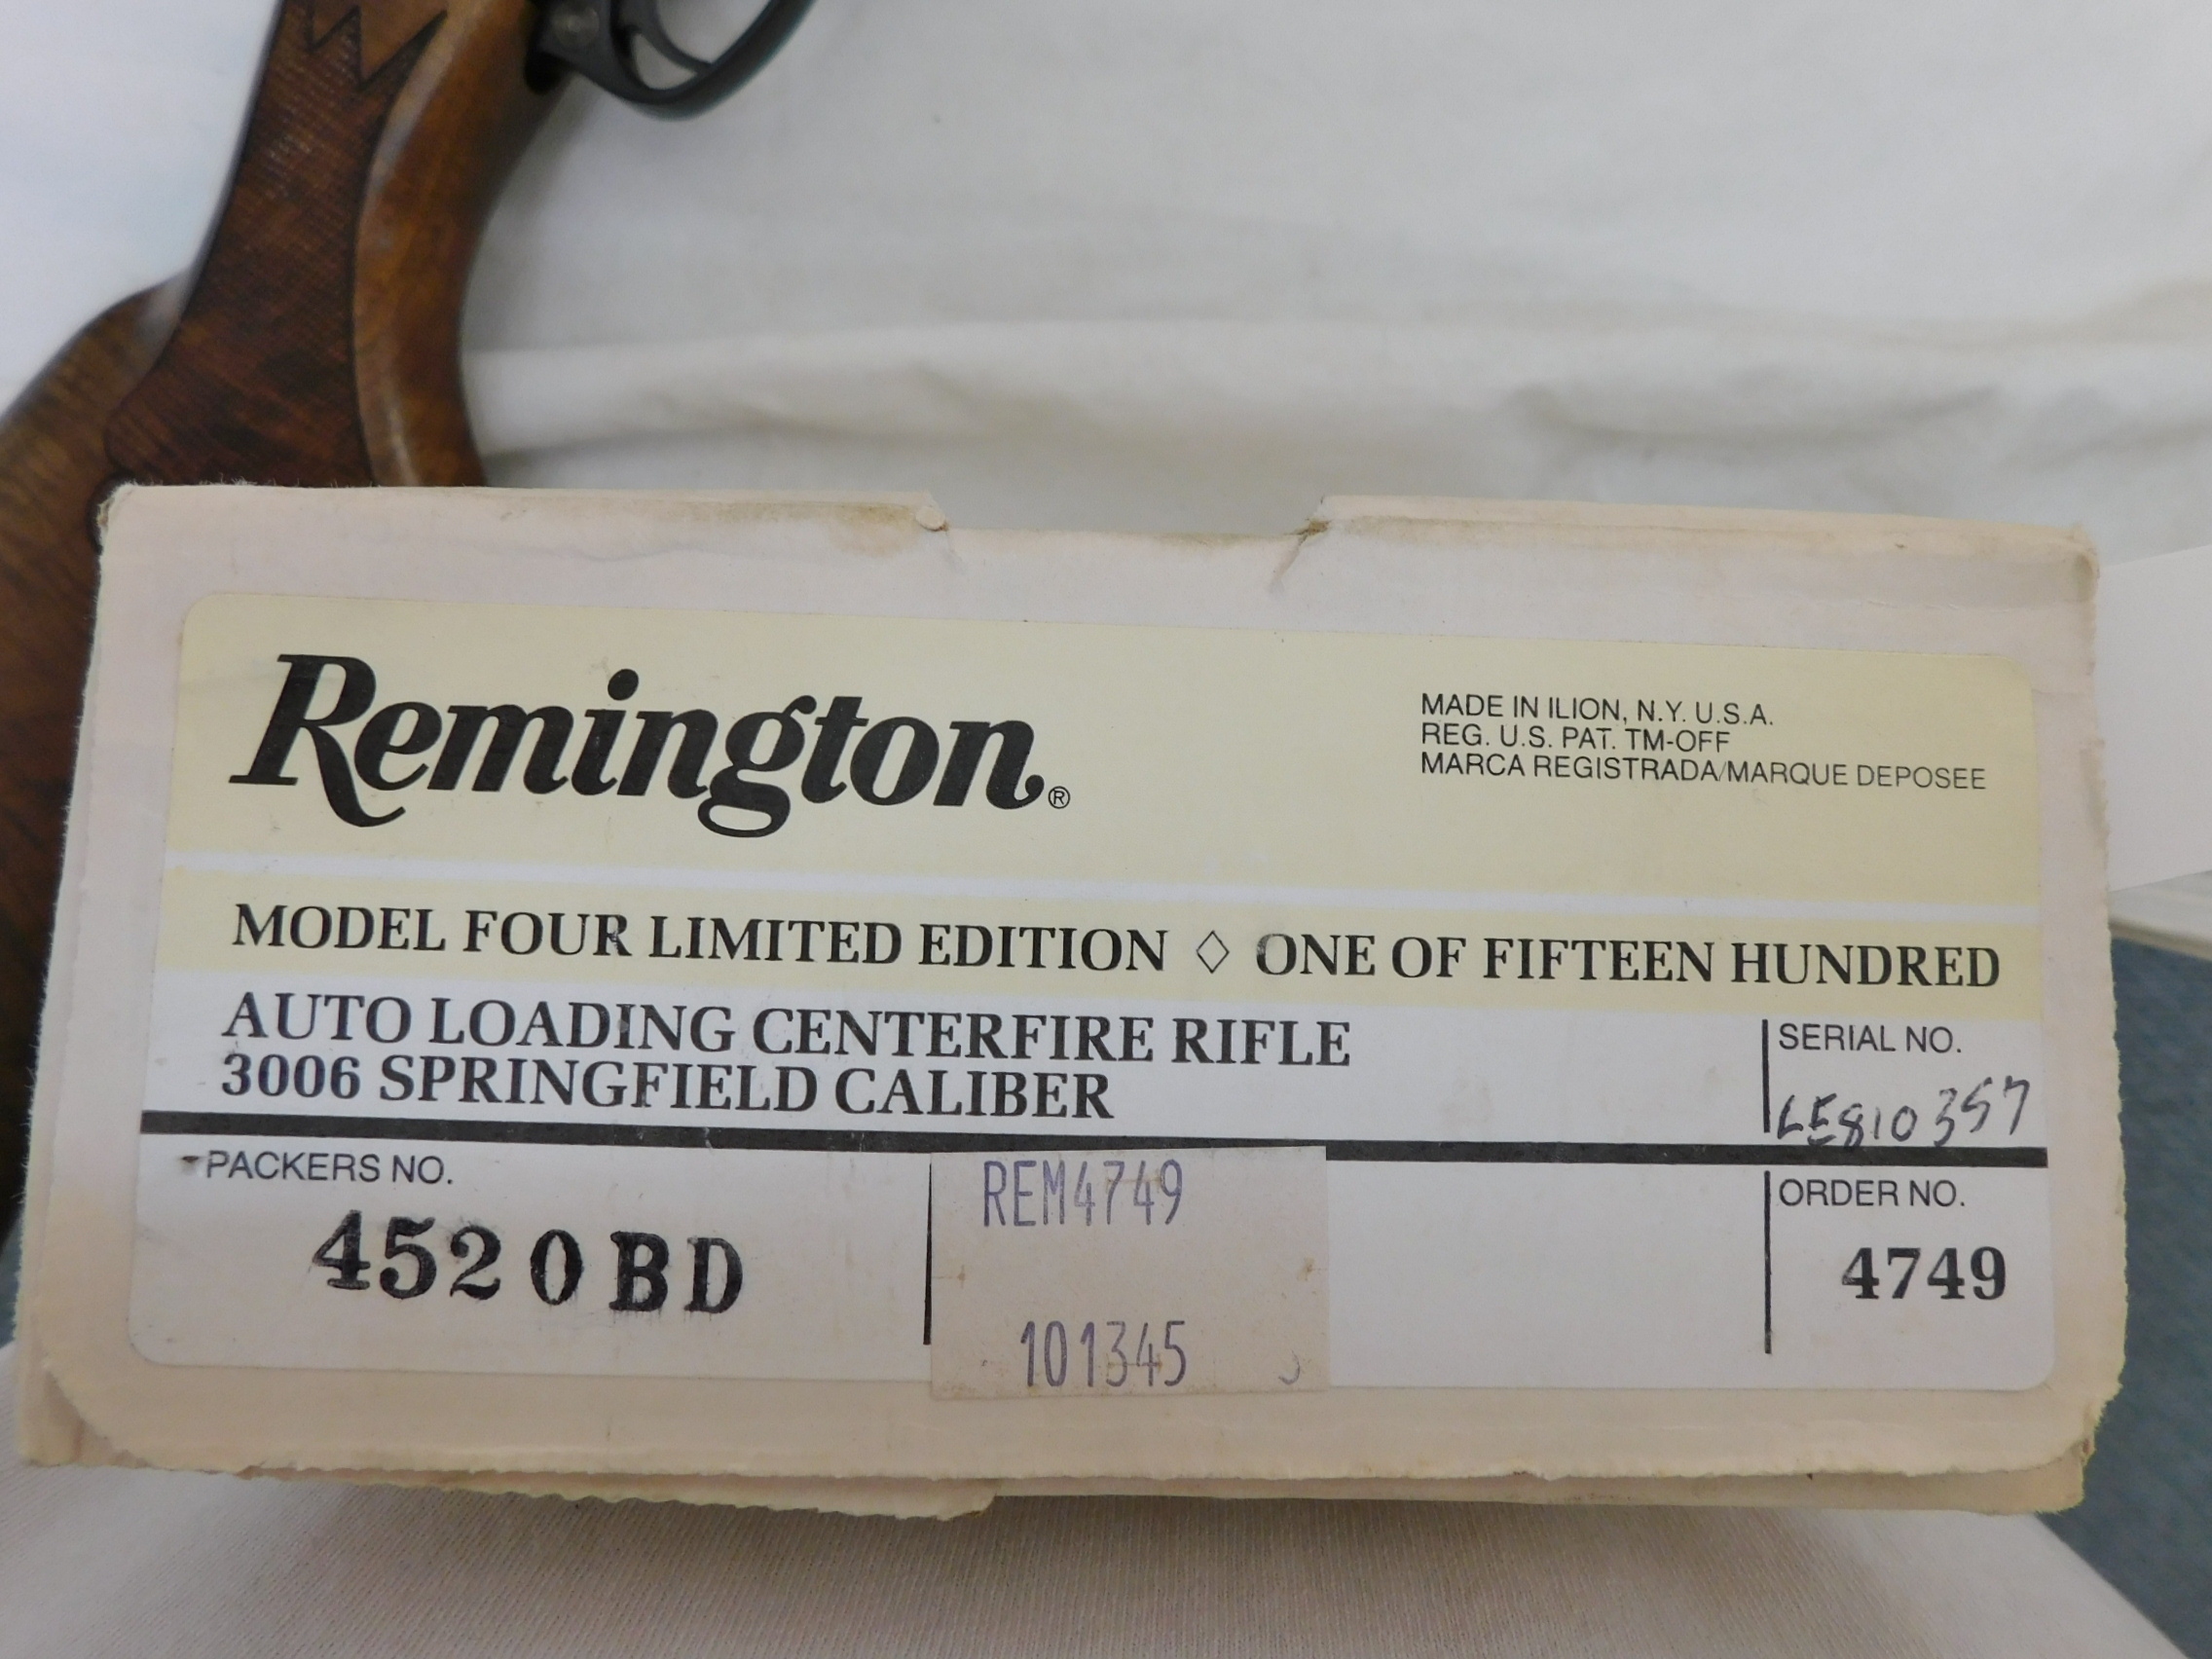 Remington®
MADE IN ILION, N.Y. U.S.A.
REG. U.S. PAT. TM-OFF
MARCA REGISTRADA/MARQUE DEPOSEE
MODEL FOUR LIMITED EDITION ◇ ONE OF FIFTEEN HUNDRED
AUTO LOADING CENTERFIRE RIFLE
3006 SPRINGFIELD CALIBER
SERIAL NO.
LE810357
PACKERS NO.
4520BD
REM4749
101345
ORDER NO.
4749